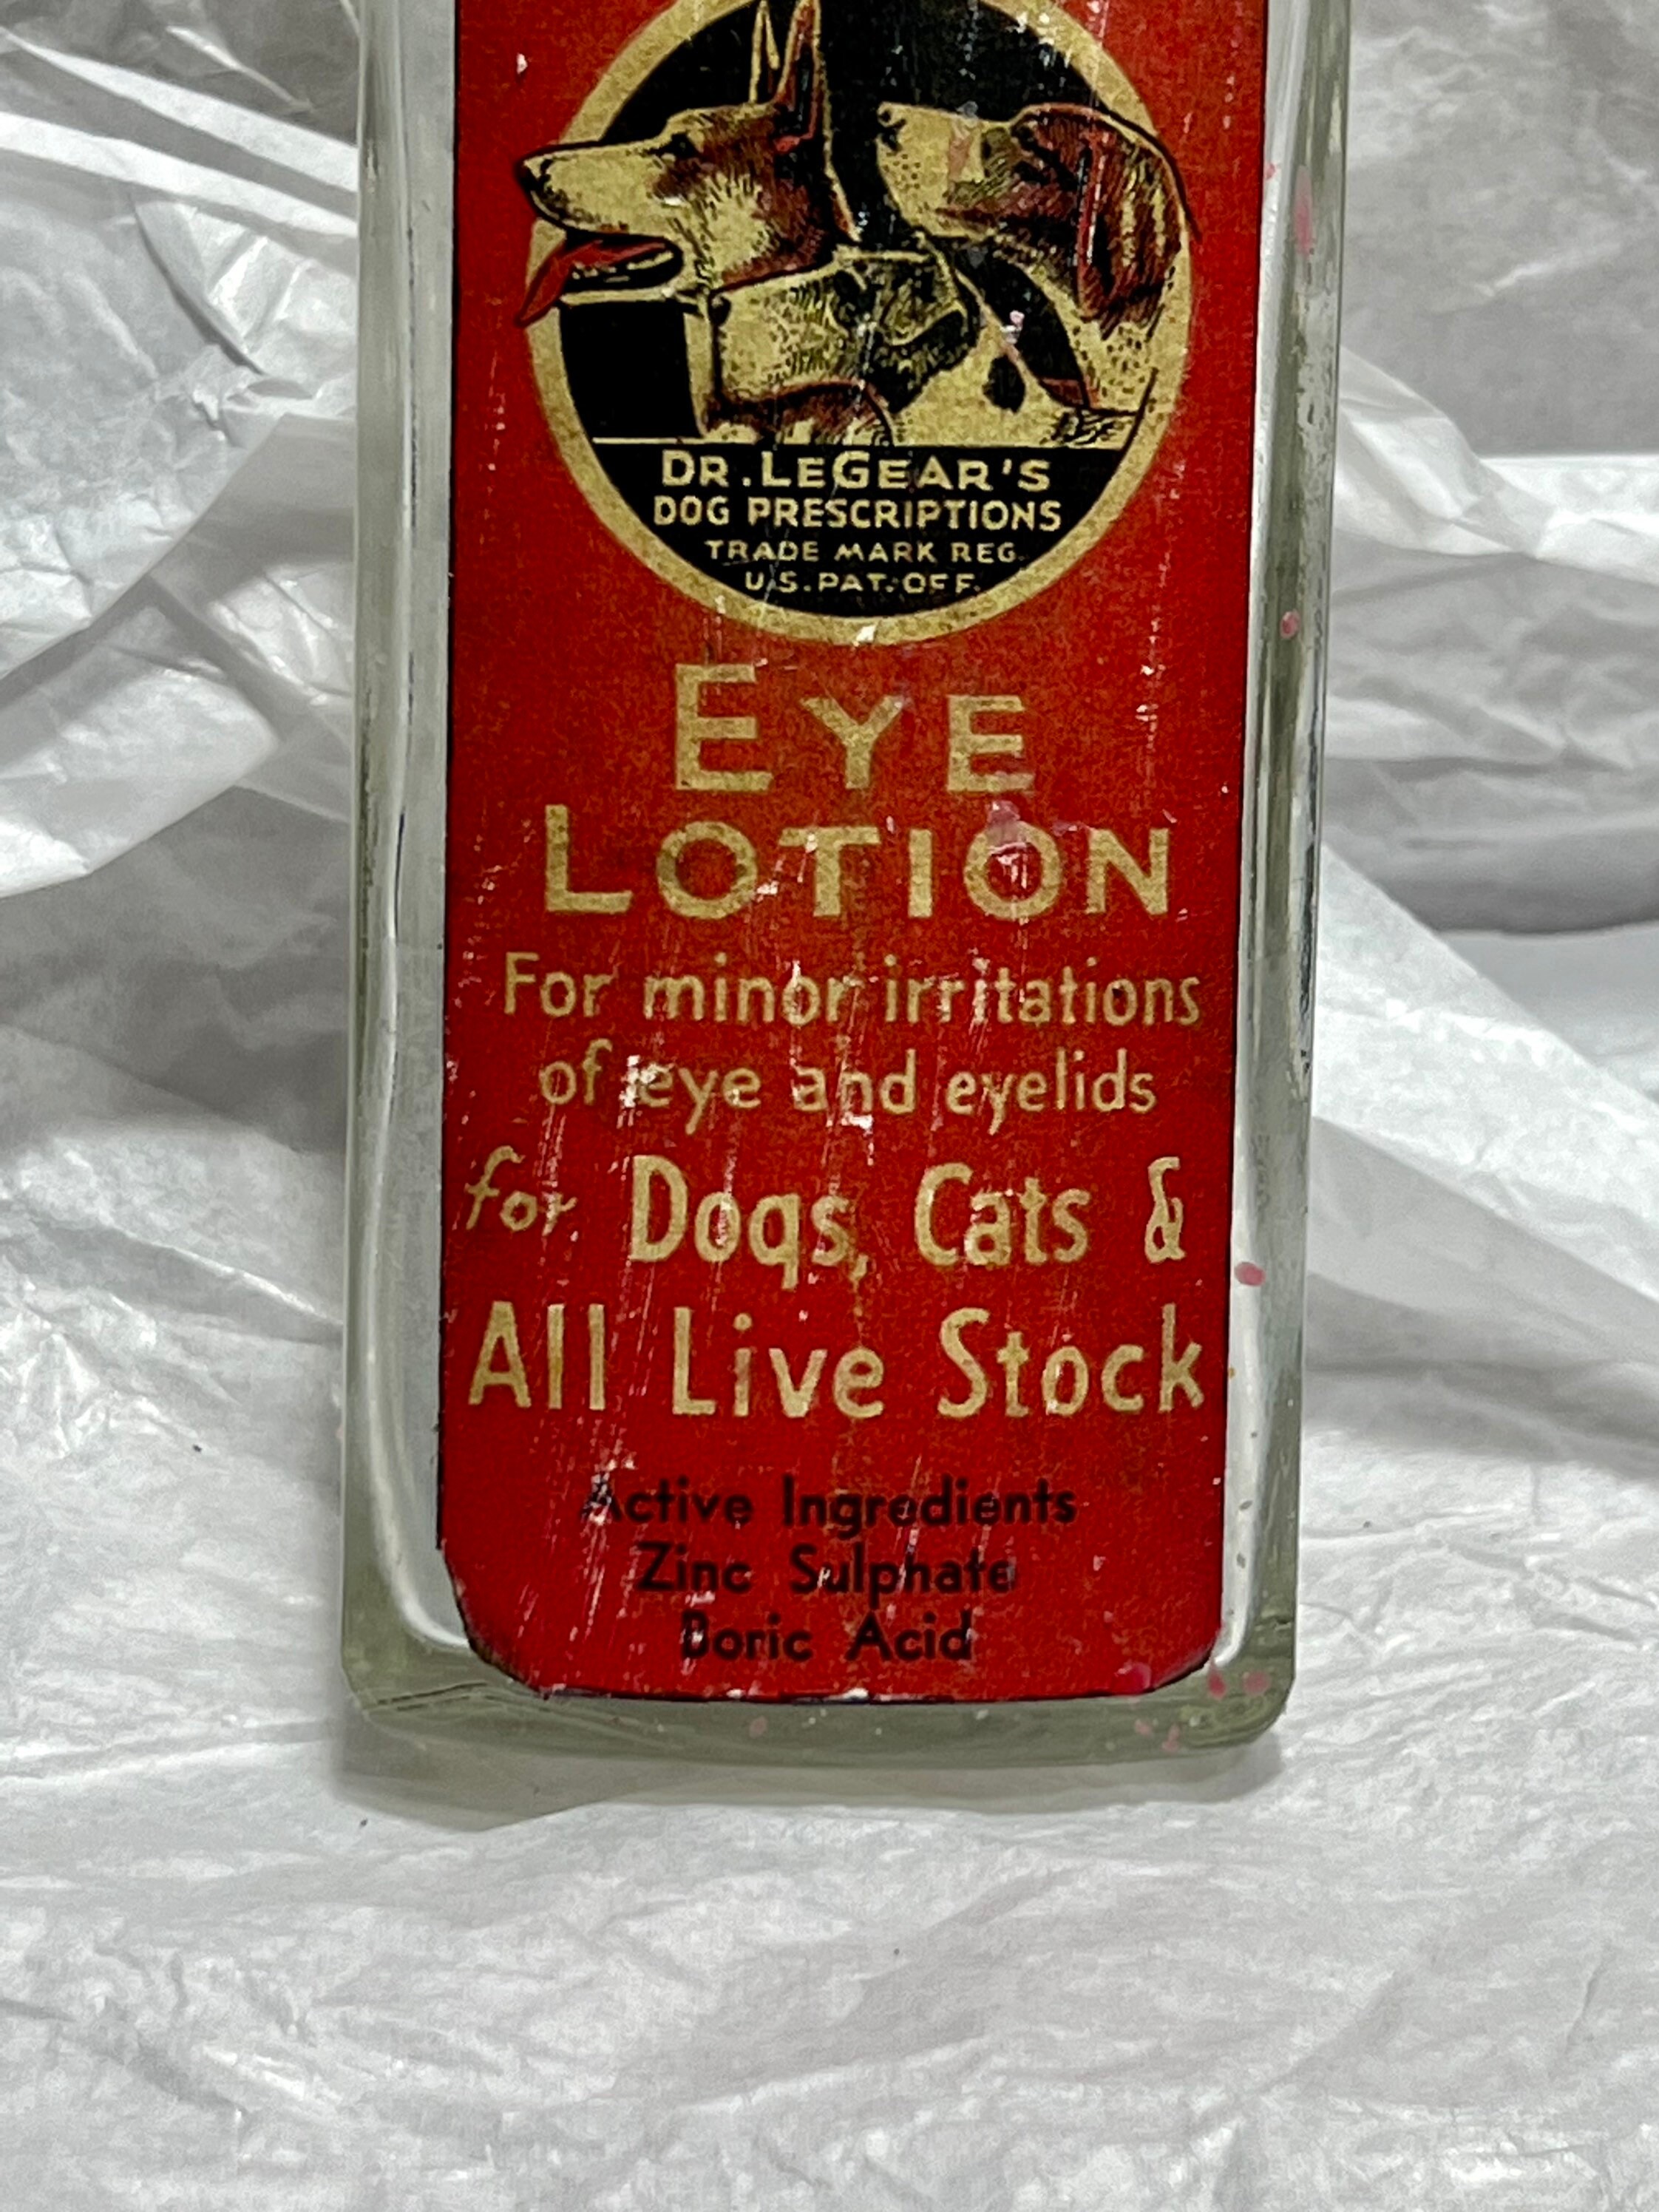 DR. LEGEAR'S
DOG PRESCRIPTIONS
TRADE MARK REG.
U.S. PAT. OFF.
EYE
LOTION
For minor irritations
of eye and eyelids
for Dogs, Cats &
All Live Stock
Active Ingredients
Zinc Sulphate
Boric Acid